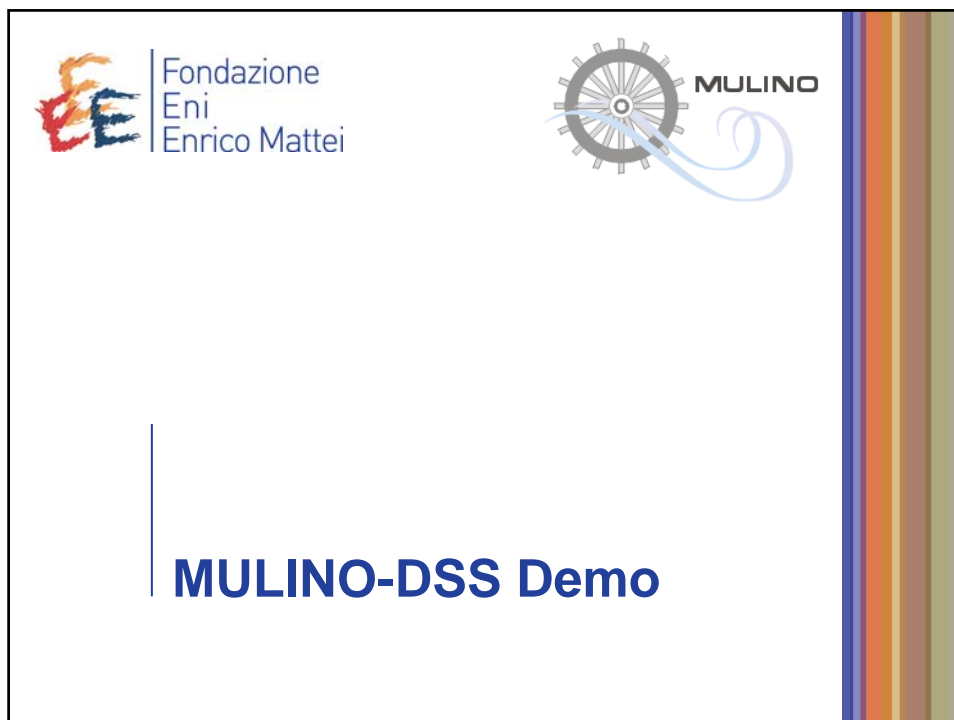 Fondazione
Eni
Enrico Mattei
MULINO
MULINO-DSS Demo